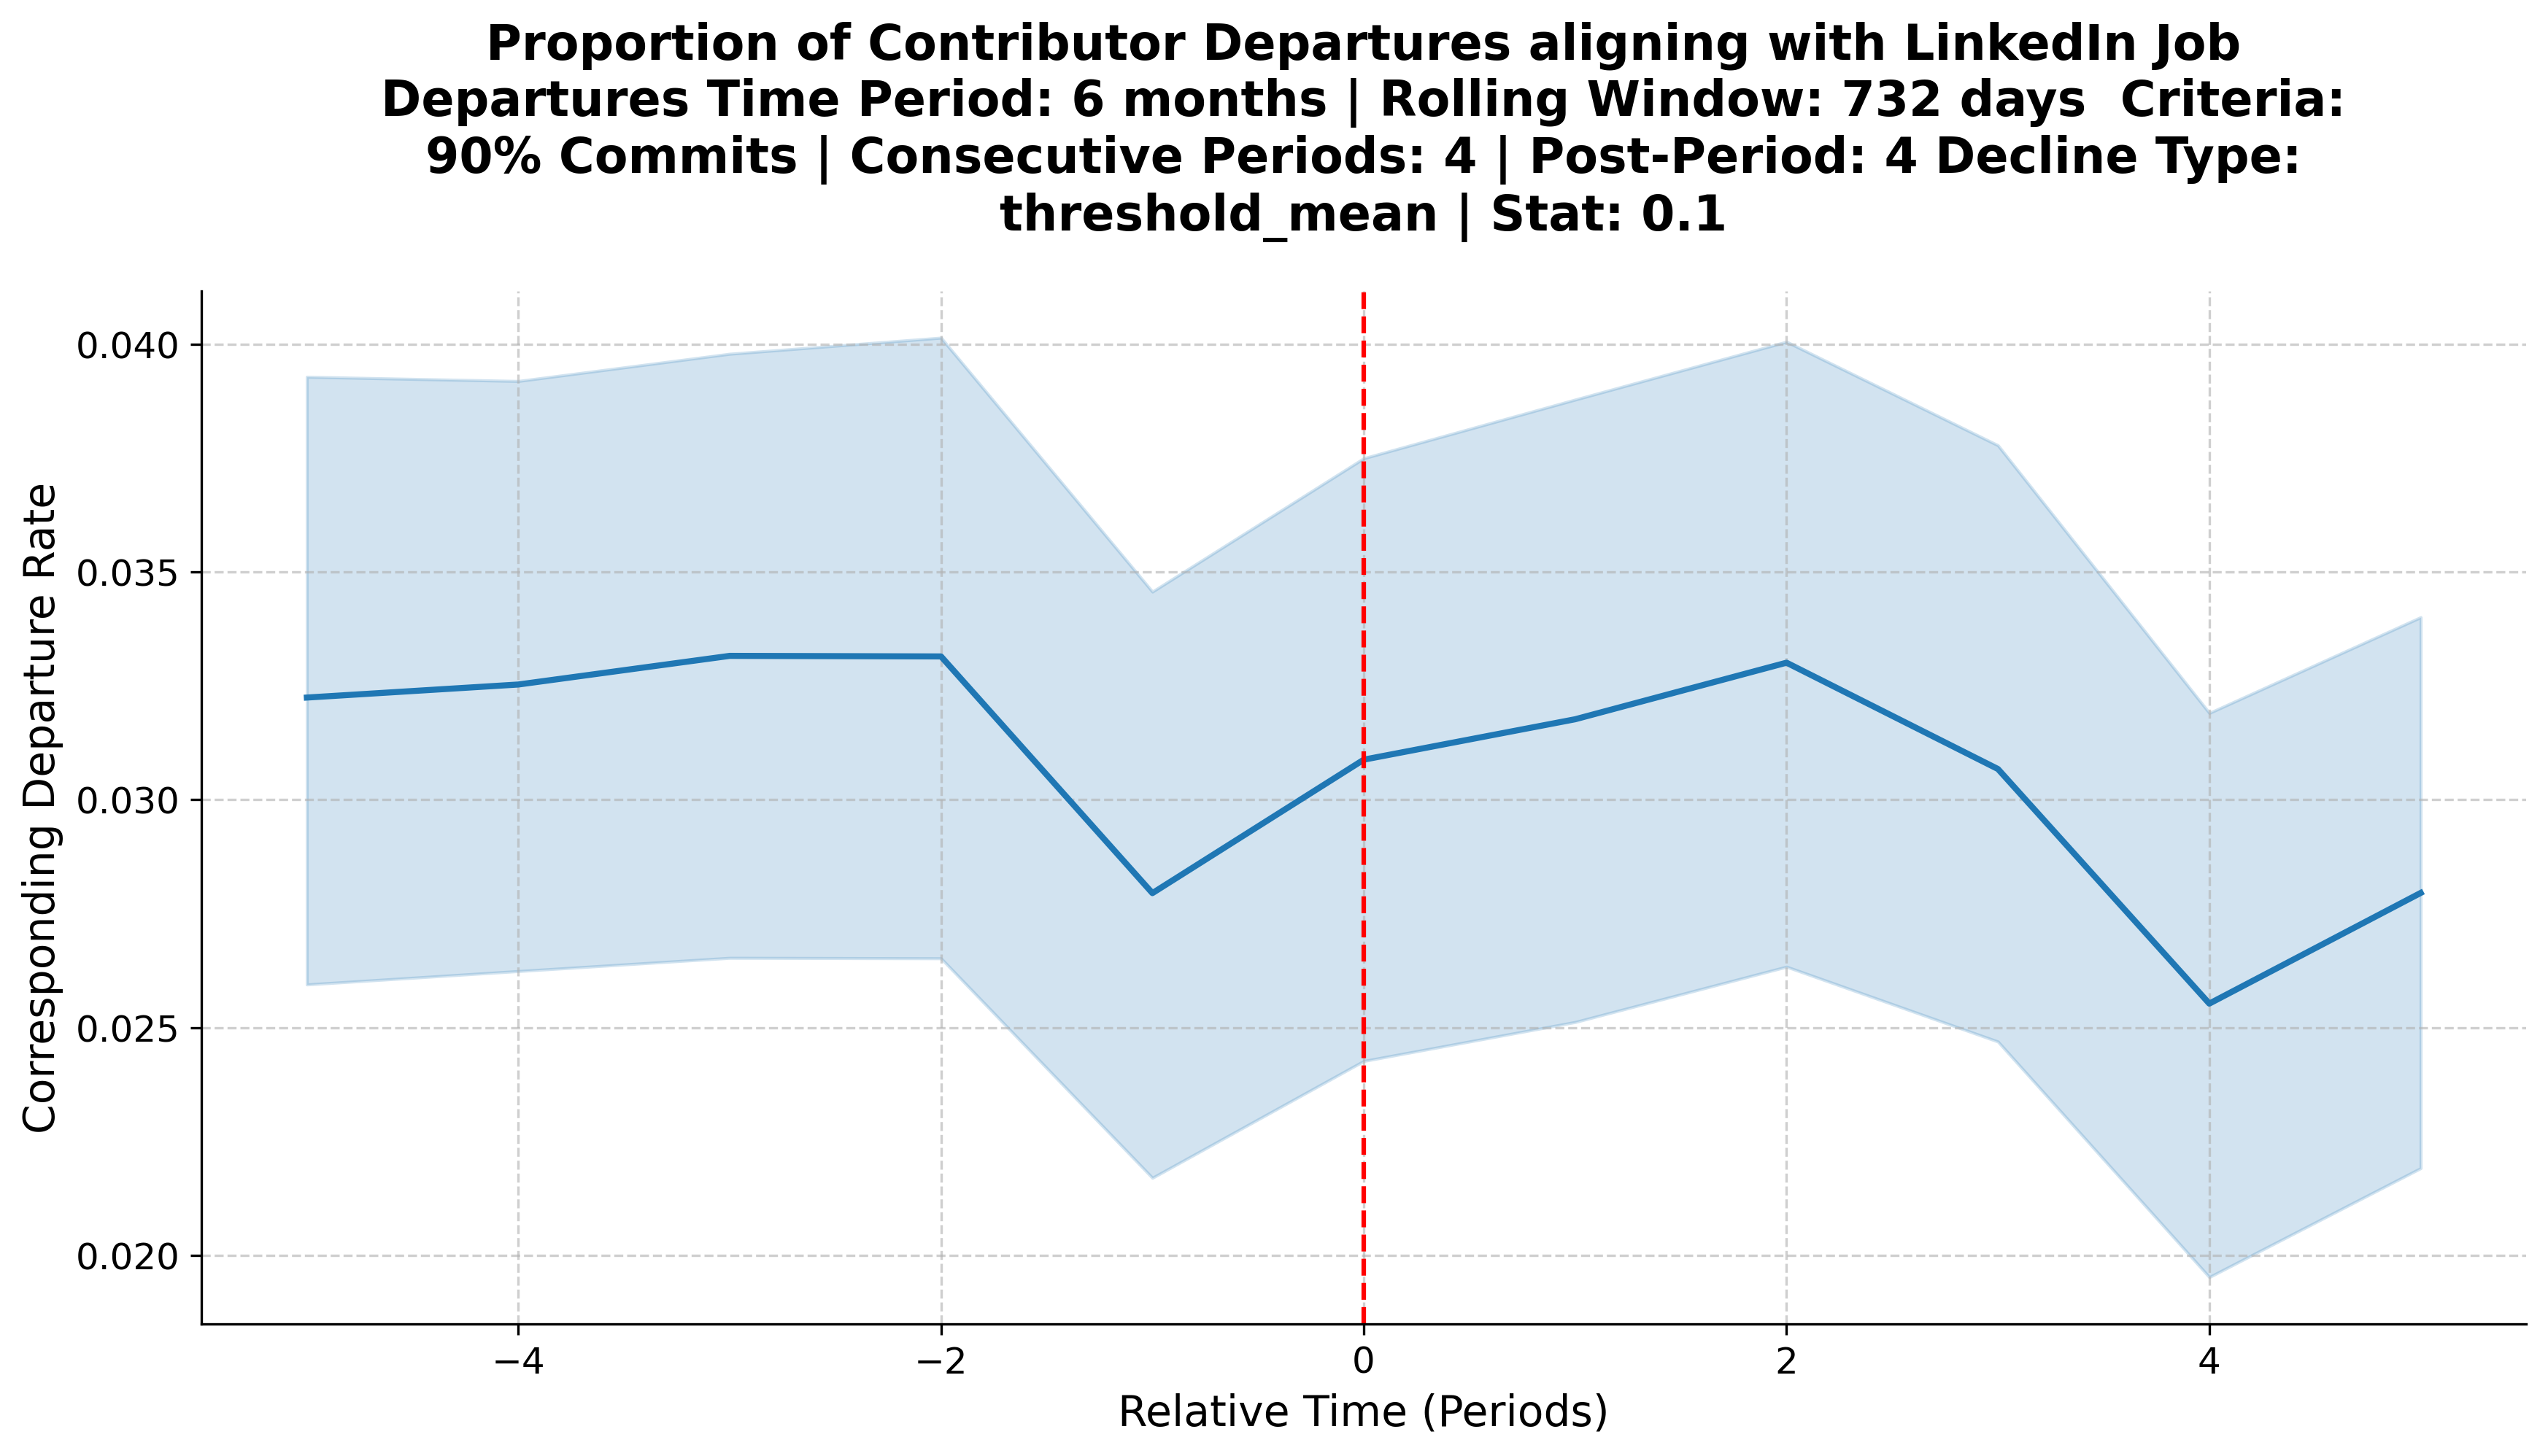 Proportion of Contributor Departures aligning with LinkedIn Job
Departures Time Period: 6 months | Rolling Window: 732 days  Criteria:
90% Commits | Consecutive Periods: 4 | Post-Period: 4 Decline Type:
threshold_mean | Stat: 0.1
Corresponding Departure Rate
0.040
0.035
0.030
0.025
0.020
−4
−2
0
2
4
Relative Time (Periods)